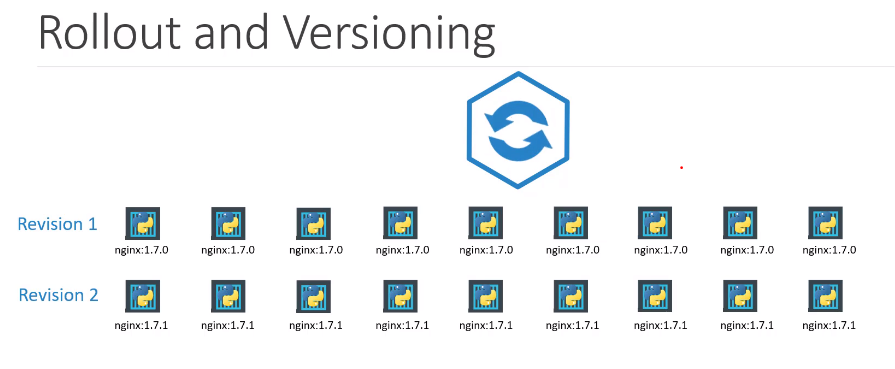 Rollout and Versioning
Revision 1
nginx:1.7.0 nginx:1.7.0 nginx:1.7.0 nginx:1.7.0 nginx:1.7.0 nginx:1.7.0 nginx:1.7.0 nginx:1.7.0 nginx:1.7.0
Revision 2
nginx:1.7.1 nginx:1.7.1 nginx:1.7.1 nginx:1.7.1 nginx:1.7.1 nginx:1.7.1 nginx:1.7.1 nginx:1.7.1 nginx:1.7.1